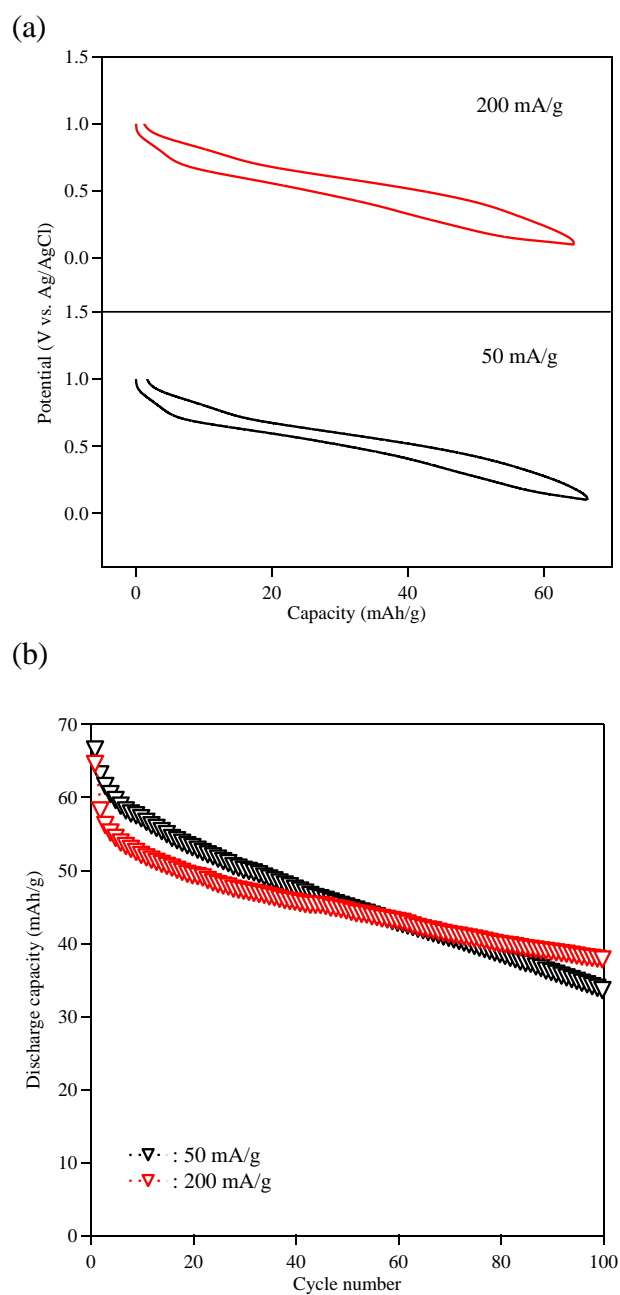 (a)
1.5
200 mA/g
1.0
0.5
0.0
Potential (V vs. Ag/AgCl)
1.5
50 mA/g
1.0
0.5
0.0
0 20 40 60
Capacity (mAh/g)
(b)
70
60
50
40
30
20
10
0
Discharge capacity (mAh/g)
: 50 mA/g
: 200 mA/g
0 20 40 60 80 100
Cycle number